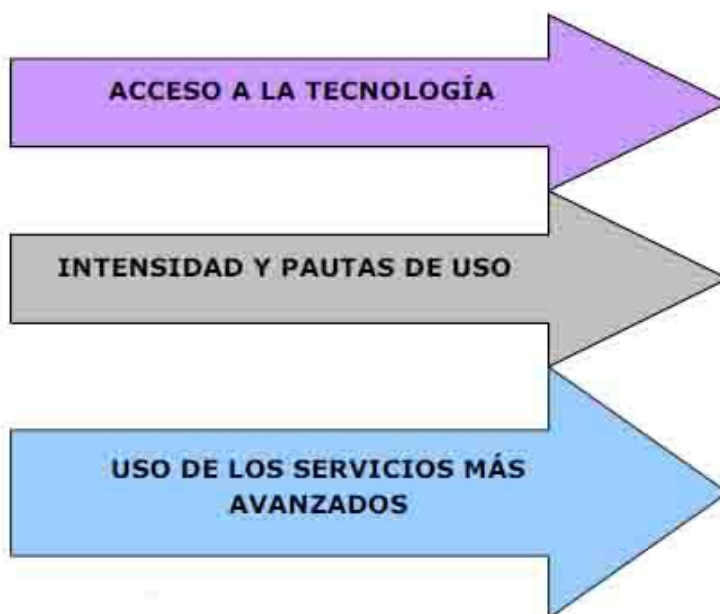 ACCESO A LA TECNOLOGÍA
INTENSIDAD Y PAUTAS DE USO
USO DE LOS SERVICIOS MÁS
AVANZADOS